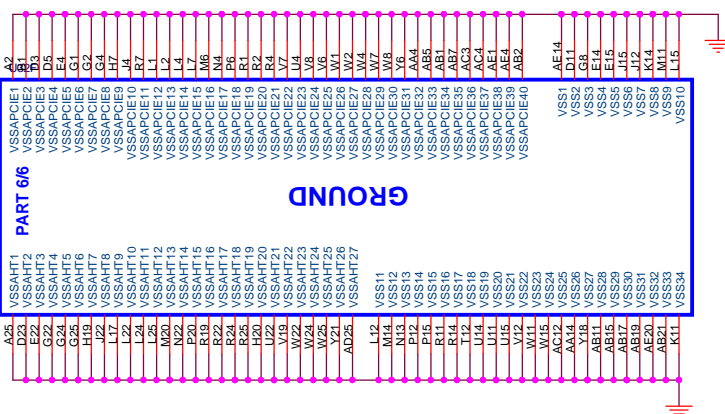 A2
B1
D3
D5
E4
G1
G2
G4
H7
J4
R7
L1
L2
L4
L7
M6
N4
P6
R1
R2
R4
V7
U4
V8
V6
W1
W2
W4
W7
W8
Y6
AA4
AB5
AB1
AB7
AC3
AC4
AE1
AE4
AB2
AE14
D11
G8
E14
E15
J15
J12
K14
M11
L15
VSSAPCIE1
VSSAPCIE2
VSSAPCIE3
VSSAPCIE4
VSSAPCIE5
VSSAPCIE6
VSSAPCIE7
VSSAPCIE8
VSSAPCIE9
VSSAPCIE10
VSSAPCIE11
VSSAPCIE12
VSSAPCIE13
VSSAPCIE14
VSSAPCIE15
VSSAPCIE16
VSSAPCIE17
VSSAPCIE18
VSSAPCIE19
VSSAPCIE20
VSSAPCIE21
VSSAPCIE22
VSSAPCIE23
VSSAPCIE24
VSSAPCIE25
VSSAPCIE26
VSSAPCIE27
VSSAPCIE28
VSSAPCIE29
VSSAPCIE30
VSSAPCIE31
VSSAPCIE32
VSSAPCIE33
VSSAPCIE34
VSSAPCIE35
VSSAPCIE36
VSSAPCIE37
VSSAPCIE38
VSSAPCIE39
VSSAPCIE40
VSS1
VSS2
VSS3
VSS4
VSS5
VSS6
VSS7
VSS8
VSS9
VSS10
PART 6/6
GROUND
VSSAHT1
VSSAHT2
VSSAHT3
VSSAHT4
VSSAHT5
VSSAHT6
VSSAHT7
VSSAHT8
VSSAHT9
VSSAHT10
VSSAHT11
VSSAHT12
VSSAHT13
VSSAHT14
VSSAHT15
VSSAHT16
VSSAHT17
VSSAHT18
VSSAHT19
VSSAHT20
VSSAHT21
VSSAHT22
VSSAHT23
VSSAHT24
VSSAHT25
VSSAHT26
VSSAHT27
VSS11
VSS12
VSS13
VSS14
VSS15
VSS16
VSS17
VSS18
VSS19
VSS20
VSS21
VSS22
VSS23
VSS24
VSS25
VSS26
VSS27
VSS28
VSS29
VSS30
VSS31
VSS32
VSS33
VSS34
A25
D23
E22
G22
G24
G25
H19
J22
L17
L22
L24
L25
M20
N22
P20
R19
R22
R24
R25
H20
U22
V19
W22
W24
W25
Y21
AD25
L12
M14
N13
P12
P15
R11
R14
T12
U14
U11
U15
V12
W11
W15
AC12
AA14
Y18
AB11
AB15
AB17
AB19
AE20
AB21
K11